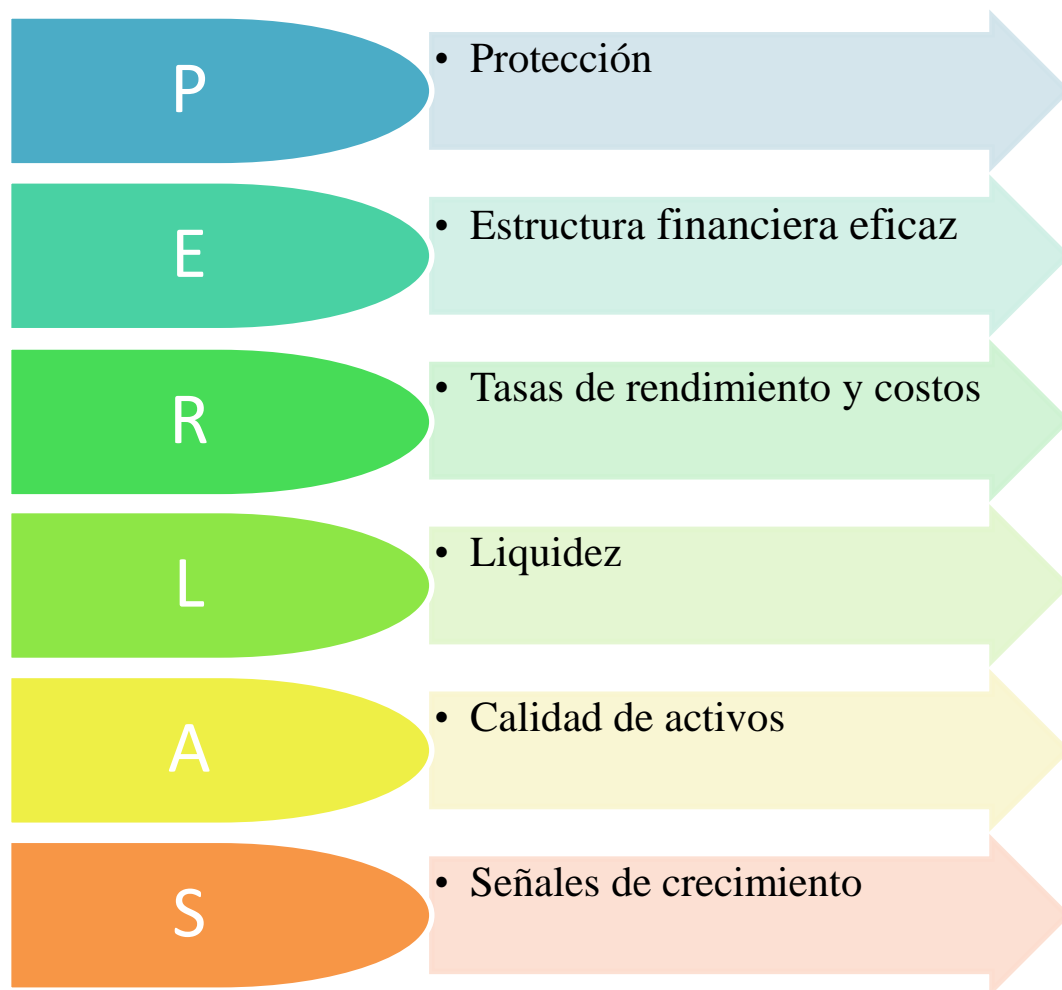 P
• Protección
E
• Estructura financiera eficaz
R
• Tasas de rendimiento y costos
L
• Liquidez
A
• Calidad de activos
S
• Señales de crecimiento